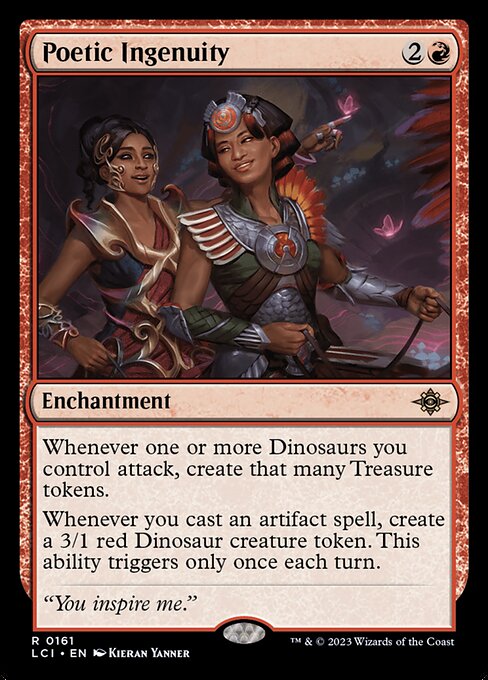 Poetic Ingenuity 2
Enchantment
Whenever one or more Dinosaurs you
control attack, create that many Treasure
tokens.
Whenever you cast an artifact spell, create
a 3/1 red Dinosaur creature token. This
ability triggers only once each turn.
“You inspire me.”
R 0161
LCI • EN KIERAN YANNER
™ & © 2023 Wizards of the Coast